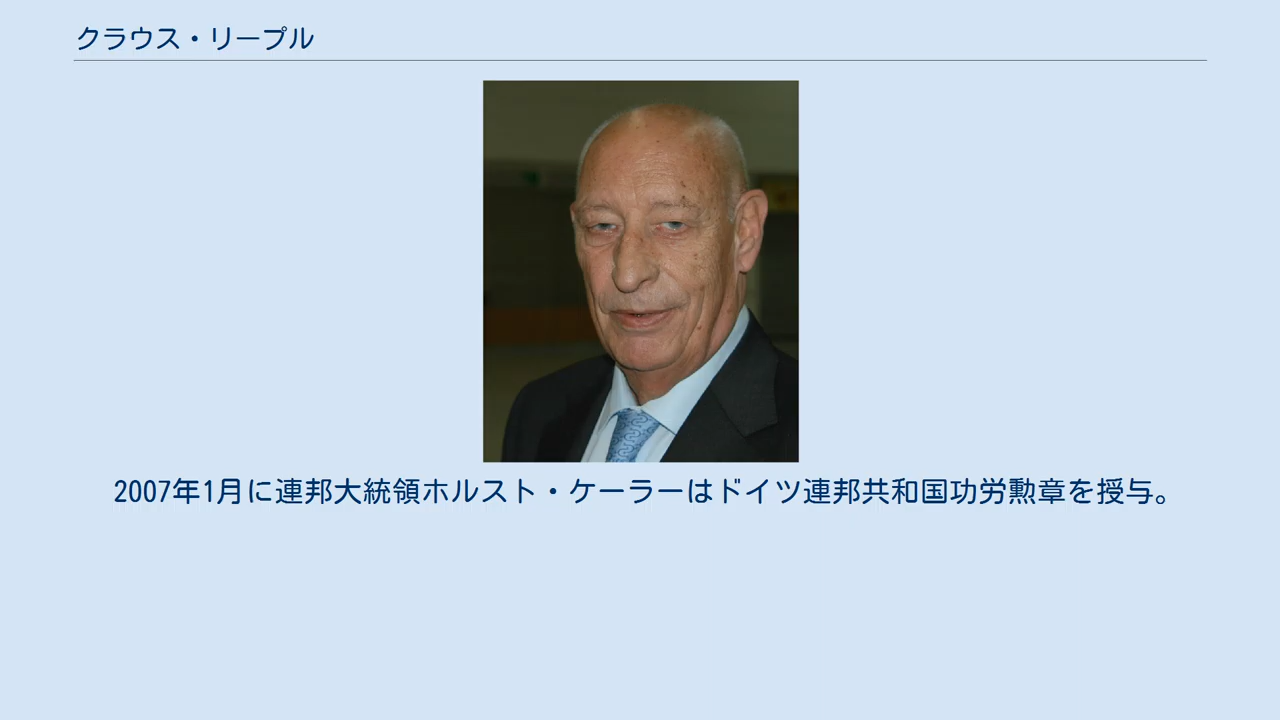 クラウス・リープル
2007年1月に連邦大統領ホルスト・ケーラーはドイツ連邦共和国功労勲章を授与。